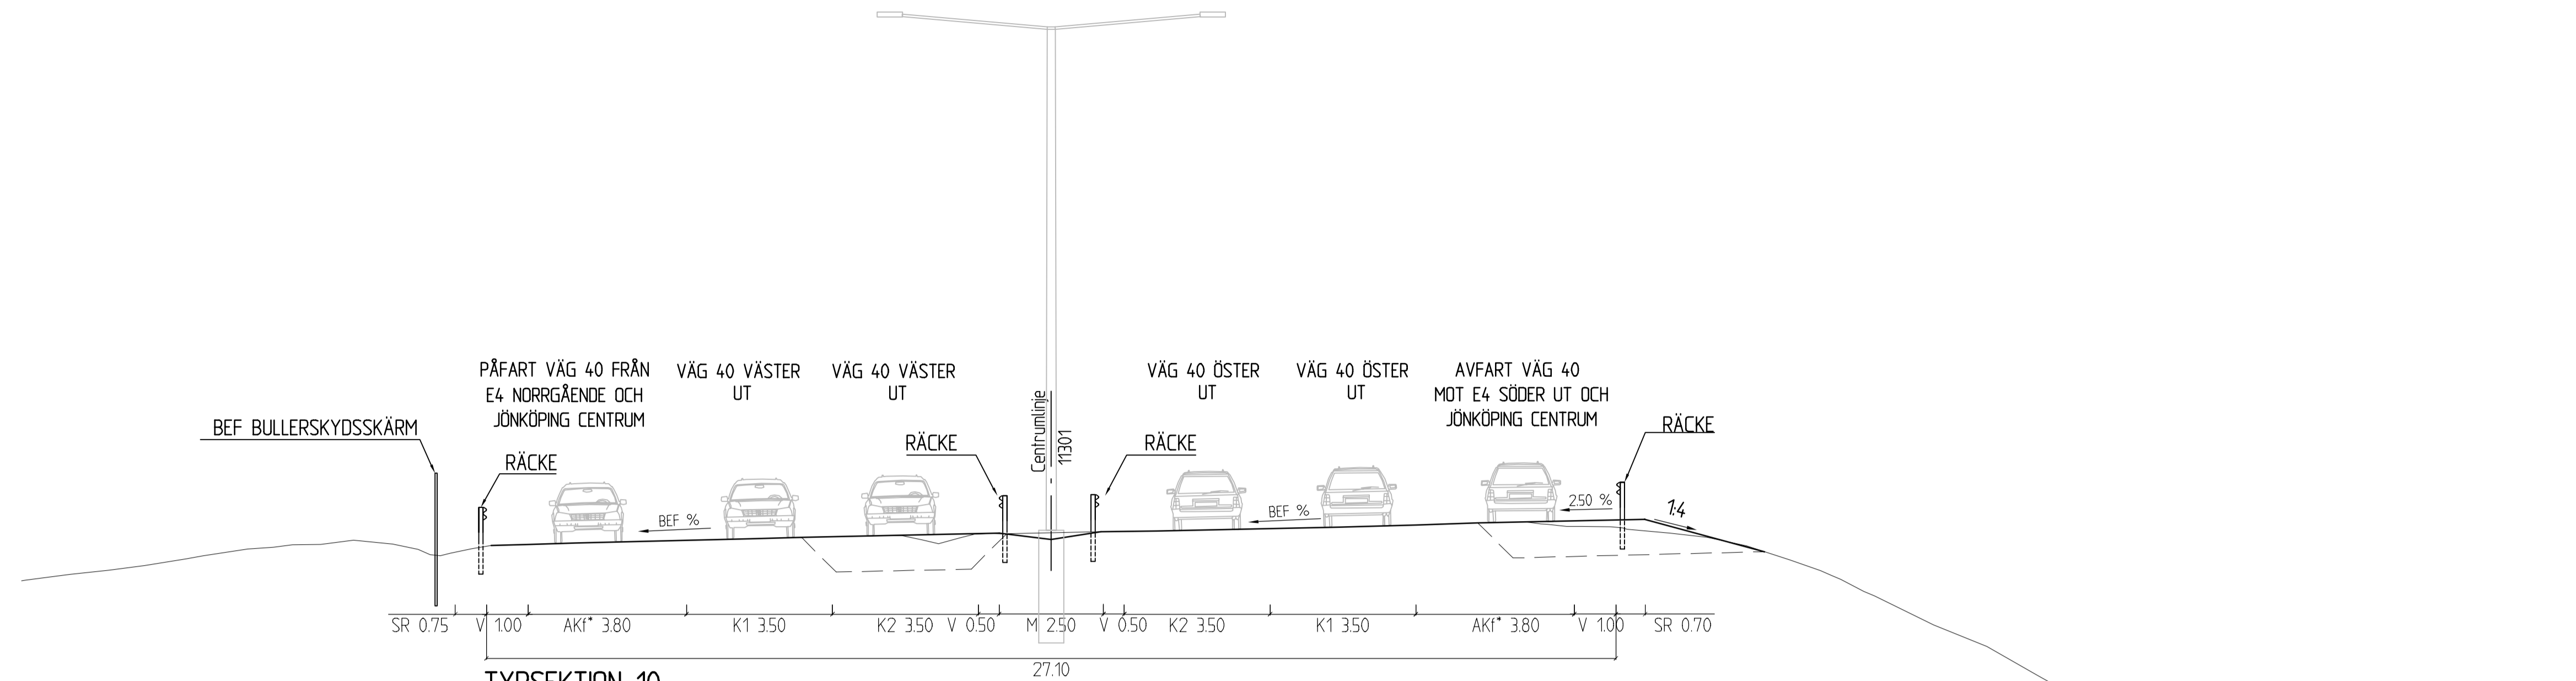 PÅFART VÄG 40 FRÅN
E4 NORRGÅENDE OCH
JÖNKÖPING CENTRUM
VÄG 40 VÄSTER
UT
VÄG 40 VÄSTER
UT
VÄG 40 ÖSTER
UT
VÄG 40 ÖSTER
UT
AVFART VÄG 40
MOT E4 SÖDER UT OCH
JÖNKÖPING CENTRUM
BEF BULLERSKYDSSKÄRM
RÄCKE
RÄCKE
Centrumlinje
11301
RÄCKE
RÄCKE
BEF %
BEF %
2.50 %
1:4
SR 0.75 V 1.00 AKf* 3.80 K1 3.50 K2 3.50 V 0.50 M 2.50 V 0.50 K2 3.50 K1 3.50 AKf* 3.80 V 1.00 SR 0.70
27.10
TYPSEKTION 10